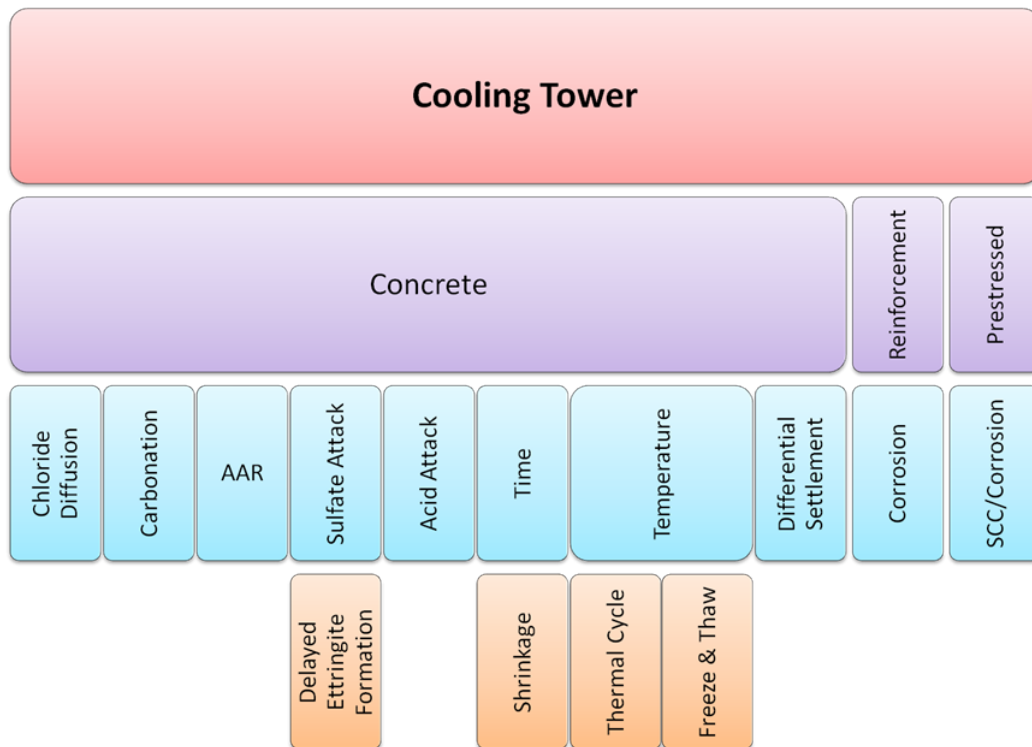 Cooling Tower
Concrete
Reinforcement
Prestressed
Chloride
Diffusion
Carbonation
AAR
Sulfate Attack
Acid Attack
Time
Temperature
Differential
Settlement
Corrosion
SCC/Corrosion
Delayed
Ettringite
Formation
Shrinkage
Thermal Cycle
Freeze & Thaw